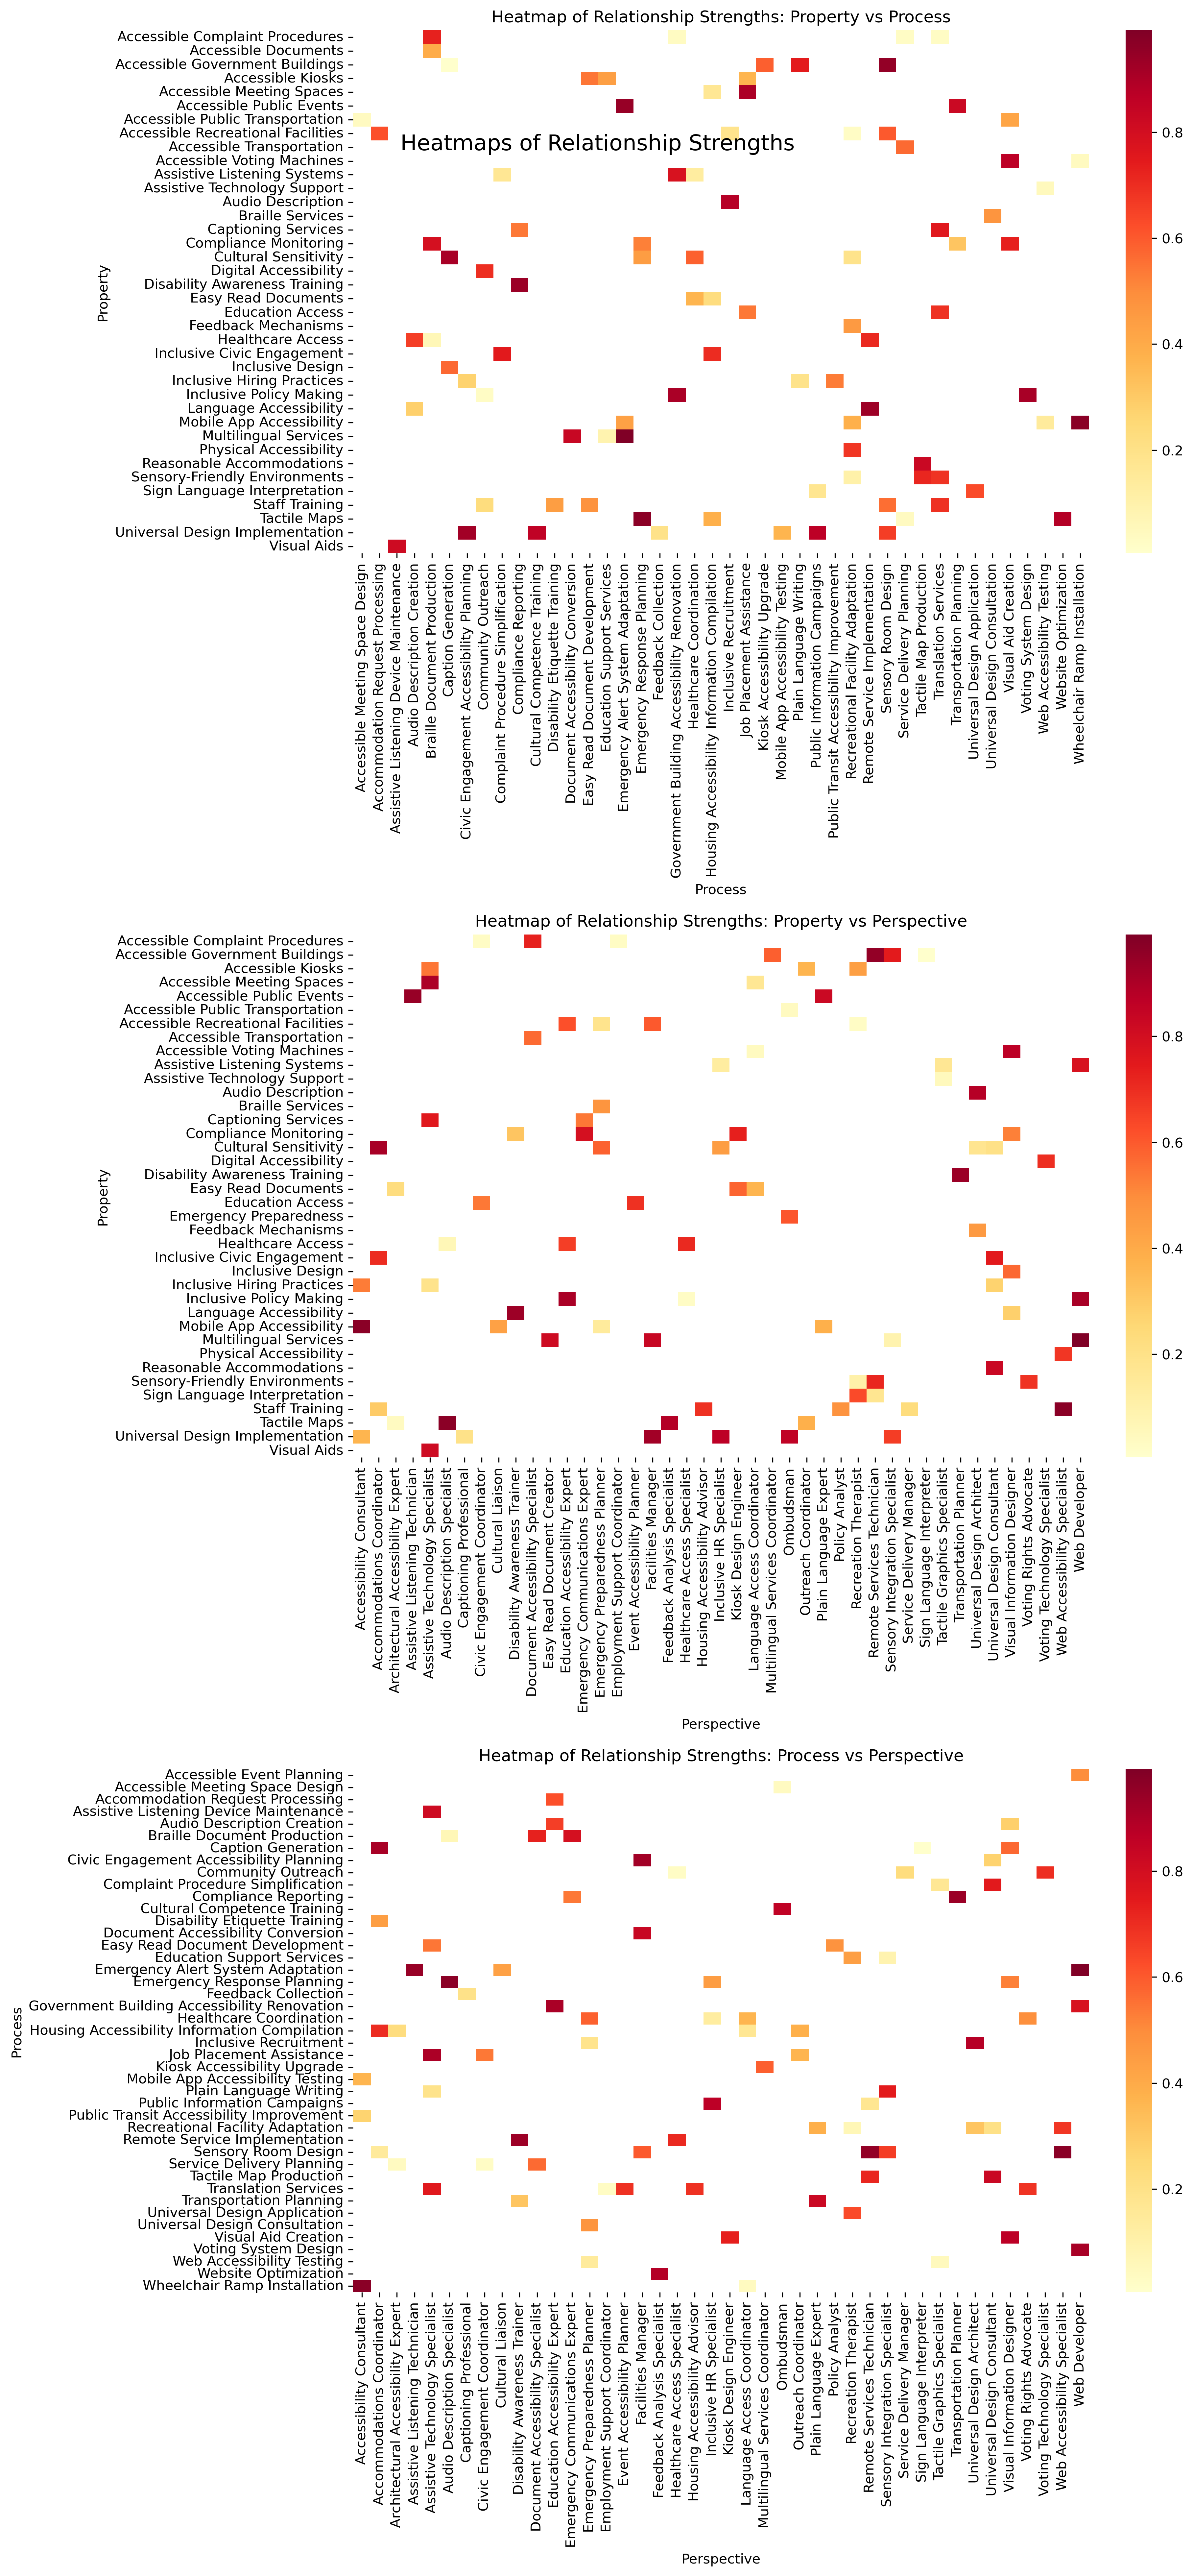 Heatmap of Relationship Strengths: Property vs Process
Accessible Complaint Procedures
Accessible Documents
Accessible Government Buildings
Accessible Kiosks
Accessible Meeting Spaces
Accessible Public Events
Accessible Public Transportation
Accessible Recreational Facilities
Heatmaps of Relationship Strengths
Accessible Transportation
Accessible Voting Machines
Assistive Listening Systems
Assistive Technology Support
Audio Description
Braille Services
Captioning Services
Compliance Monitoring
Cultural Sensitivity
Digital Accessibility
Disability Awareness Training
Easy Read Documents
Education Access
Feedback Mechanisms
Healthcare Access
Inclusive Civic Engagement
Inclusive Design
Inclusive Hiring Practices
Inclusive Policy Making
Language Accessibility
Mobile App Accessibility
Multilingual Services
Physical Accessibility
Reasonable Accommodations
Sensory-Friendly Environments
Sign Language Interpretation
Staff Training
Tactile Maps
Universal Design Implementation
Visual Aids
Property
0.8
0.6
0.4
0.2
Accessible Meeting Space Design
Accommodation Request Processing
Assistive Listening Device Maintenance
Audio Description Creation
Braille Document Production
Caption Generation
Civic Engagement Accessibility Planning
Community Outreach
Complaint Procedure Simplification
Compliance Reporting
Cultural Competence Training
Disability Etiquette Training
Document Accessibility Conversion
Easy Read Document Development
Education Support Services
Emergency Alert System Adaptation
Emergency Response Planning
Feedback Collection
Government Building Accessibility Renovation
Healthcare Coordination
Housing Accessibility Information Compilation
Inclusive Recruitment
Job Placement Assistance
Kiosk Accessibility Upgrade
Mobile App Accessibility Testing
Plain Language Writing
Public Information Campaigns
Public Transit Accessibility Improvement
Recreational Facility Adaptation
Remote Service Implementation
Sensory Room Design
Service Delivery Planning
Tactile Map Production
Translation Services
Transportation Planning
Universal Design Application
Universal Design Consultation
Visual Aid Creation
Voting System Design
Web Accessibility Testing
Website Optimization
Wheelchair Ramp Installation
Process
Heatmap of Relationship Strengths: Property vs Perspective
Accessible Complaint Procedures
Accessible Government Buildings
Accessible Kiosks
Accessible Meeting Spaces
Accessible Public Events
Accessible Public Transportation
Accessible Recreational Facilities
Accessible Transportation
Accessible Voting Machines
Assistive Listening Systems
Assistive Technology Support
Audio Description
Braille Services
Captioning Services
Compliance Monitoring
Cultural Sensitivity
Digital Accessibility
Disability Awareness Training
Easy Read Documents
Education Access
Emergency Preparedness
Feedback Mechanisms
Healthcare Access
Inclusive Civic Engagement
Inclusive Design
Inclusive Hiring Practices
Inclusive Policy Making
Language Accessibility
Mobile App Accessibility
Multilingual Services
Physical Accessibility
Reasonable Accommodations
Sensory-Friendly Environments
Sign Language Interpretation
Staff Training
Tactile Maps
Universal Design Implementation
Visual Aids
Property
0.8
0.6
0.4
0.2
Accessibility Consultant
Accommodations Coordinator
Architectural Accessibility Expert
Assistive Listening Technician
Assistive Technology Specialist
Audio Description Specialist
Captioning Professional
Civic Engagement Coordinator
Cultural Liaison
Disability Awareness Trainer
Document Accessibility Specialist
Easy Read Document Creator
Education Accessibility Expert
Emergency Communications Expert
Emergency Preparedness Planner
Employment Support Coordinator
Event Accessibility Planner
Facilities Manager
Feedback Analysis Specialist
Healthcare Access Specialist
Housing Accessibility Advisor
Inclusive HR Specialist
Kiosk Design Engineer
Language Access Coordinator
Multilingual Services Coordinator
Ombudsman
Outreach Coordinator
Plain Language Expert
Policy Analyst
Recreation Therapist
Remote Services Technician
Sensory Integration Specialist
Service Delivery Manager
Sign Language Interpreter
Tactile Graphics Specialist
Transportation Planner
Universal Design Architect
Universal Design Consultant
Visual Information Designer
Voting Rights Advocate
Voting Technology Specialist
Web Accessibility Specialist
Web Developer
Perspective
Heatmap of Relationship Strengths: Process vs Perspective
Accessible Event Planning
Accessible Meeting Space Design
Accommodation Request Processing
Assistive Listening Device Maintenance
Audio Description Creation
Braille Document Production
Caption Generation
Civic Engagement Accessibility Planning
Community Outreach
Complaint Procedure Simplification
Compliance Reporting
Cultural Competence Training
Disability Etiquette Training
Document Accessibility Conversion
Easy Read Document Development
Education Support Services
Emergency Alert System Adaptation
Emergency Response Planning
Feedback Collection
Government Building Accessibility Renovation
Healthcare Coordination
Housing Accessibility Information Compilation
Inclusive Recruitment
Job Placement Assistance
Kiosk Accessibility Upgrade
Mobile App Accessibility Testing
Plain Language Writing
Public Information Campaigns
Public Transit Accessibility Improvement
Recreational Facility Adaptation
Remote Service Implementation
Sensory Room Design
Service Delivery Planning
Tactile Map Production
Translation Services
Transportation Planning
Universal Design Application
Universal Design Consultation
Visual Aid Creation
Voting System Design
Web Accessibility Testing
Website Optimization
Wheelchair Ramp Installation
Process
0.8
0.6
0.4
0.2
Accessibility Consultant
Accommodations Coordinator
Architectural Accessibility Expert
Assistive Listening Technician
Assistive Technology Specialist
Audio Description Specialist
Captioning Professional
Civic Engagement Coordinator
Cultural Liaison
Disability Awareness Trainer
Document Accessibility Specialist
Education Accessibility Expert
Emergency Communications Expert
Emergency Preparedness Planner
Employment Support Coordinator
Event Accessibility Planner
Facilities Manager
Feedback Analysis Specialist
Healthcare Access Specialist
Housing Accessibility Advisor
Inclusive HR Specialist
Kiosk Design Engineer
Language Access Coordinator
Multilingual Services Coordinator
Ombudsman
Outreach Coordinator
Plain Language Expert
Policy Analyst
Recreation Therapist
Remote Services Technician
Sensory Integration Specialist
Service Delivery Manager
Sign Language Interpreter
Tactile Graphics Specialist
Transportation Planner
Universal Design Architect
Universal Design Consultant
Visual Information Designer
Voting Rights Advocate
Voting Technology Specialist
Web Accessibility Specialist
Web Developer
Perspective